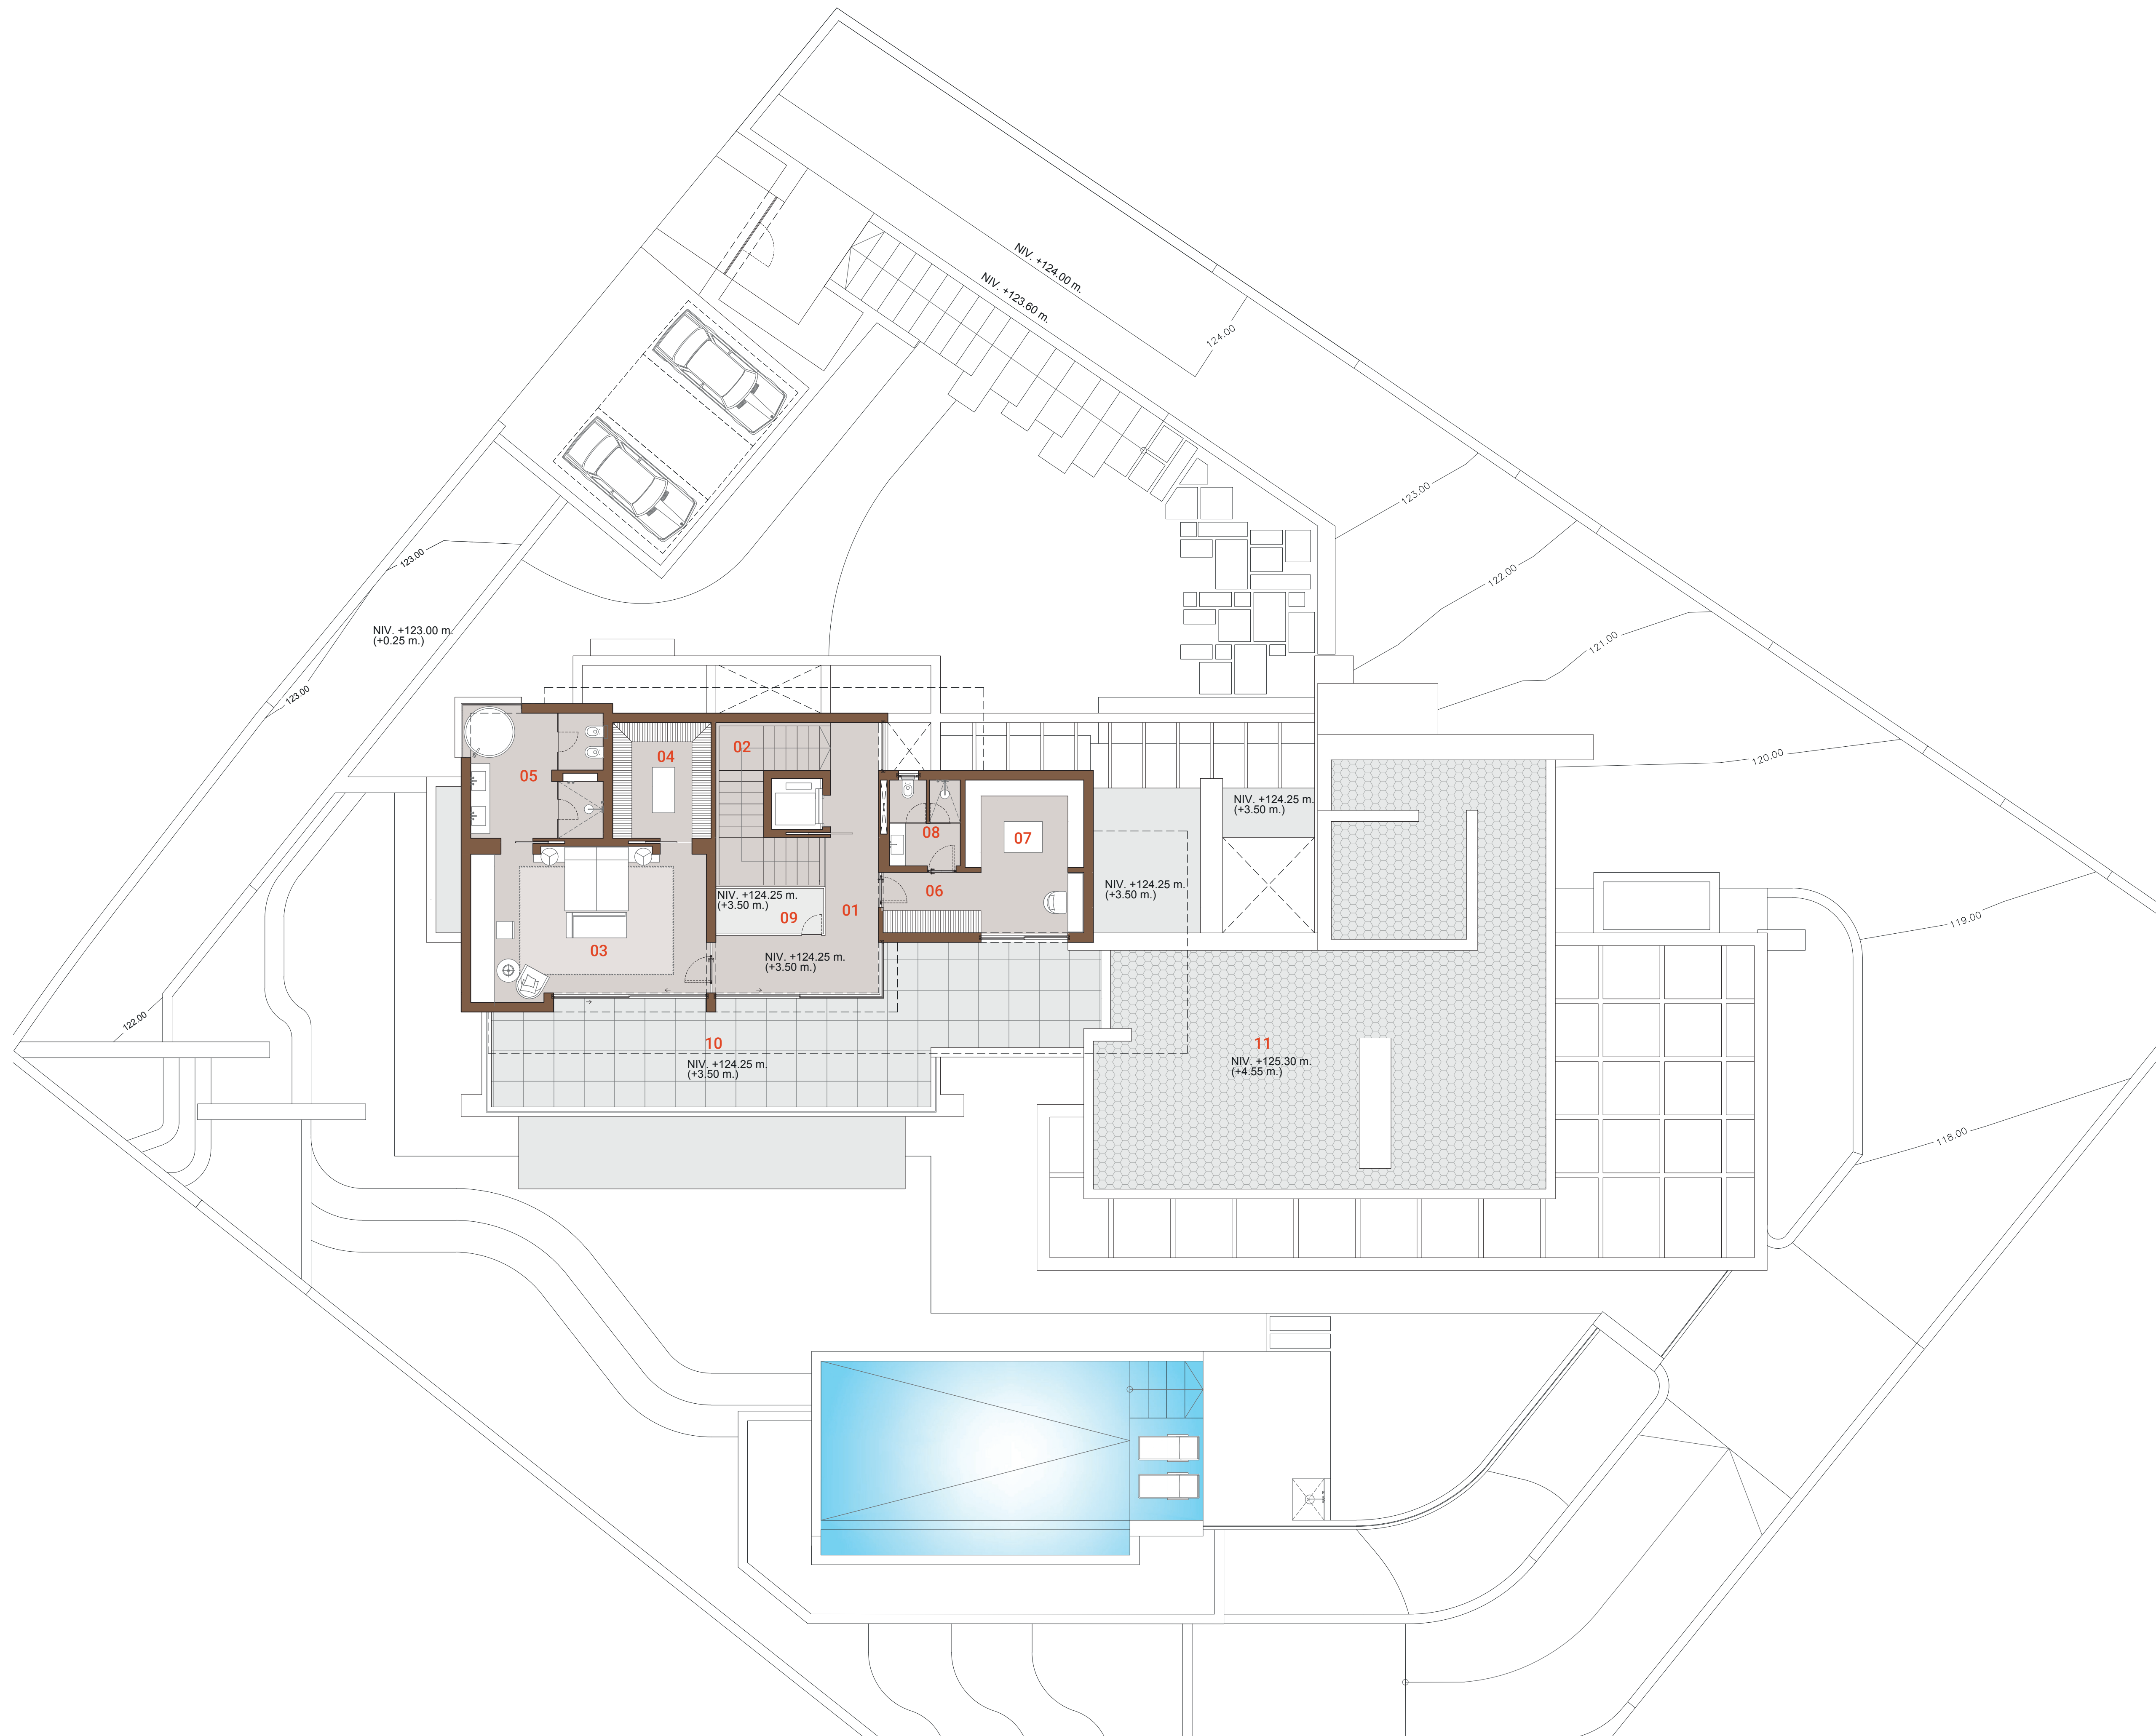 NIV. +124.00 m.
NIV. +123.60 m.
124.00
123.00
122.00
121.00
120.00
119.00
118.00
123.00
NIV. +123.00 m.
(+0.25 m.)
123.00
122.00
02
04
05
NIV. +124.25 m.
(+3.50 m.)
08
07
NIV. +124.25 m.
(+3.50 m.)
06
NIV. +124.25 m.
(+3.50 m.)
09
01
03
NIV. +124.25 m.
(+3.50 m.)
10
NIV. +124.25 m.
(+3.50 m.)
11
NIV. +125.30 m.
(+4.55 m.)